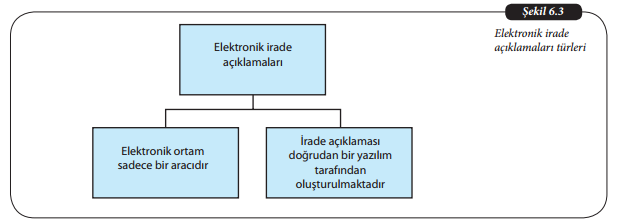 Şekil 6.3
Elektronik irade
açıklamaları türleri
Elektronik irade
açıklamaları
Elektronik ortam
sadece bir aracıdır
İrade açıklaması
doğrudan bir yazılım
tarafından
oluşturulmaktadır